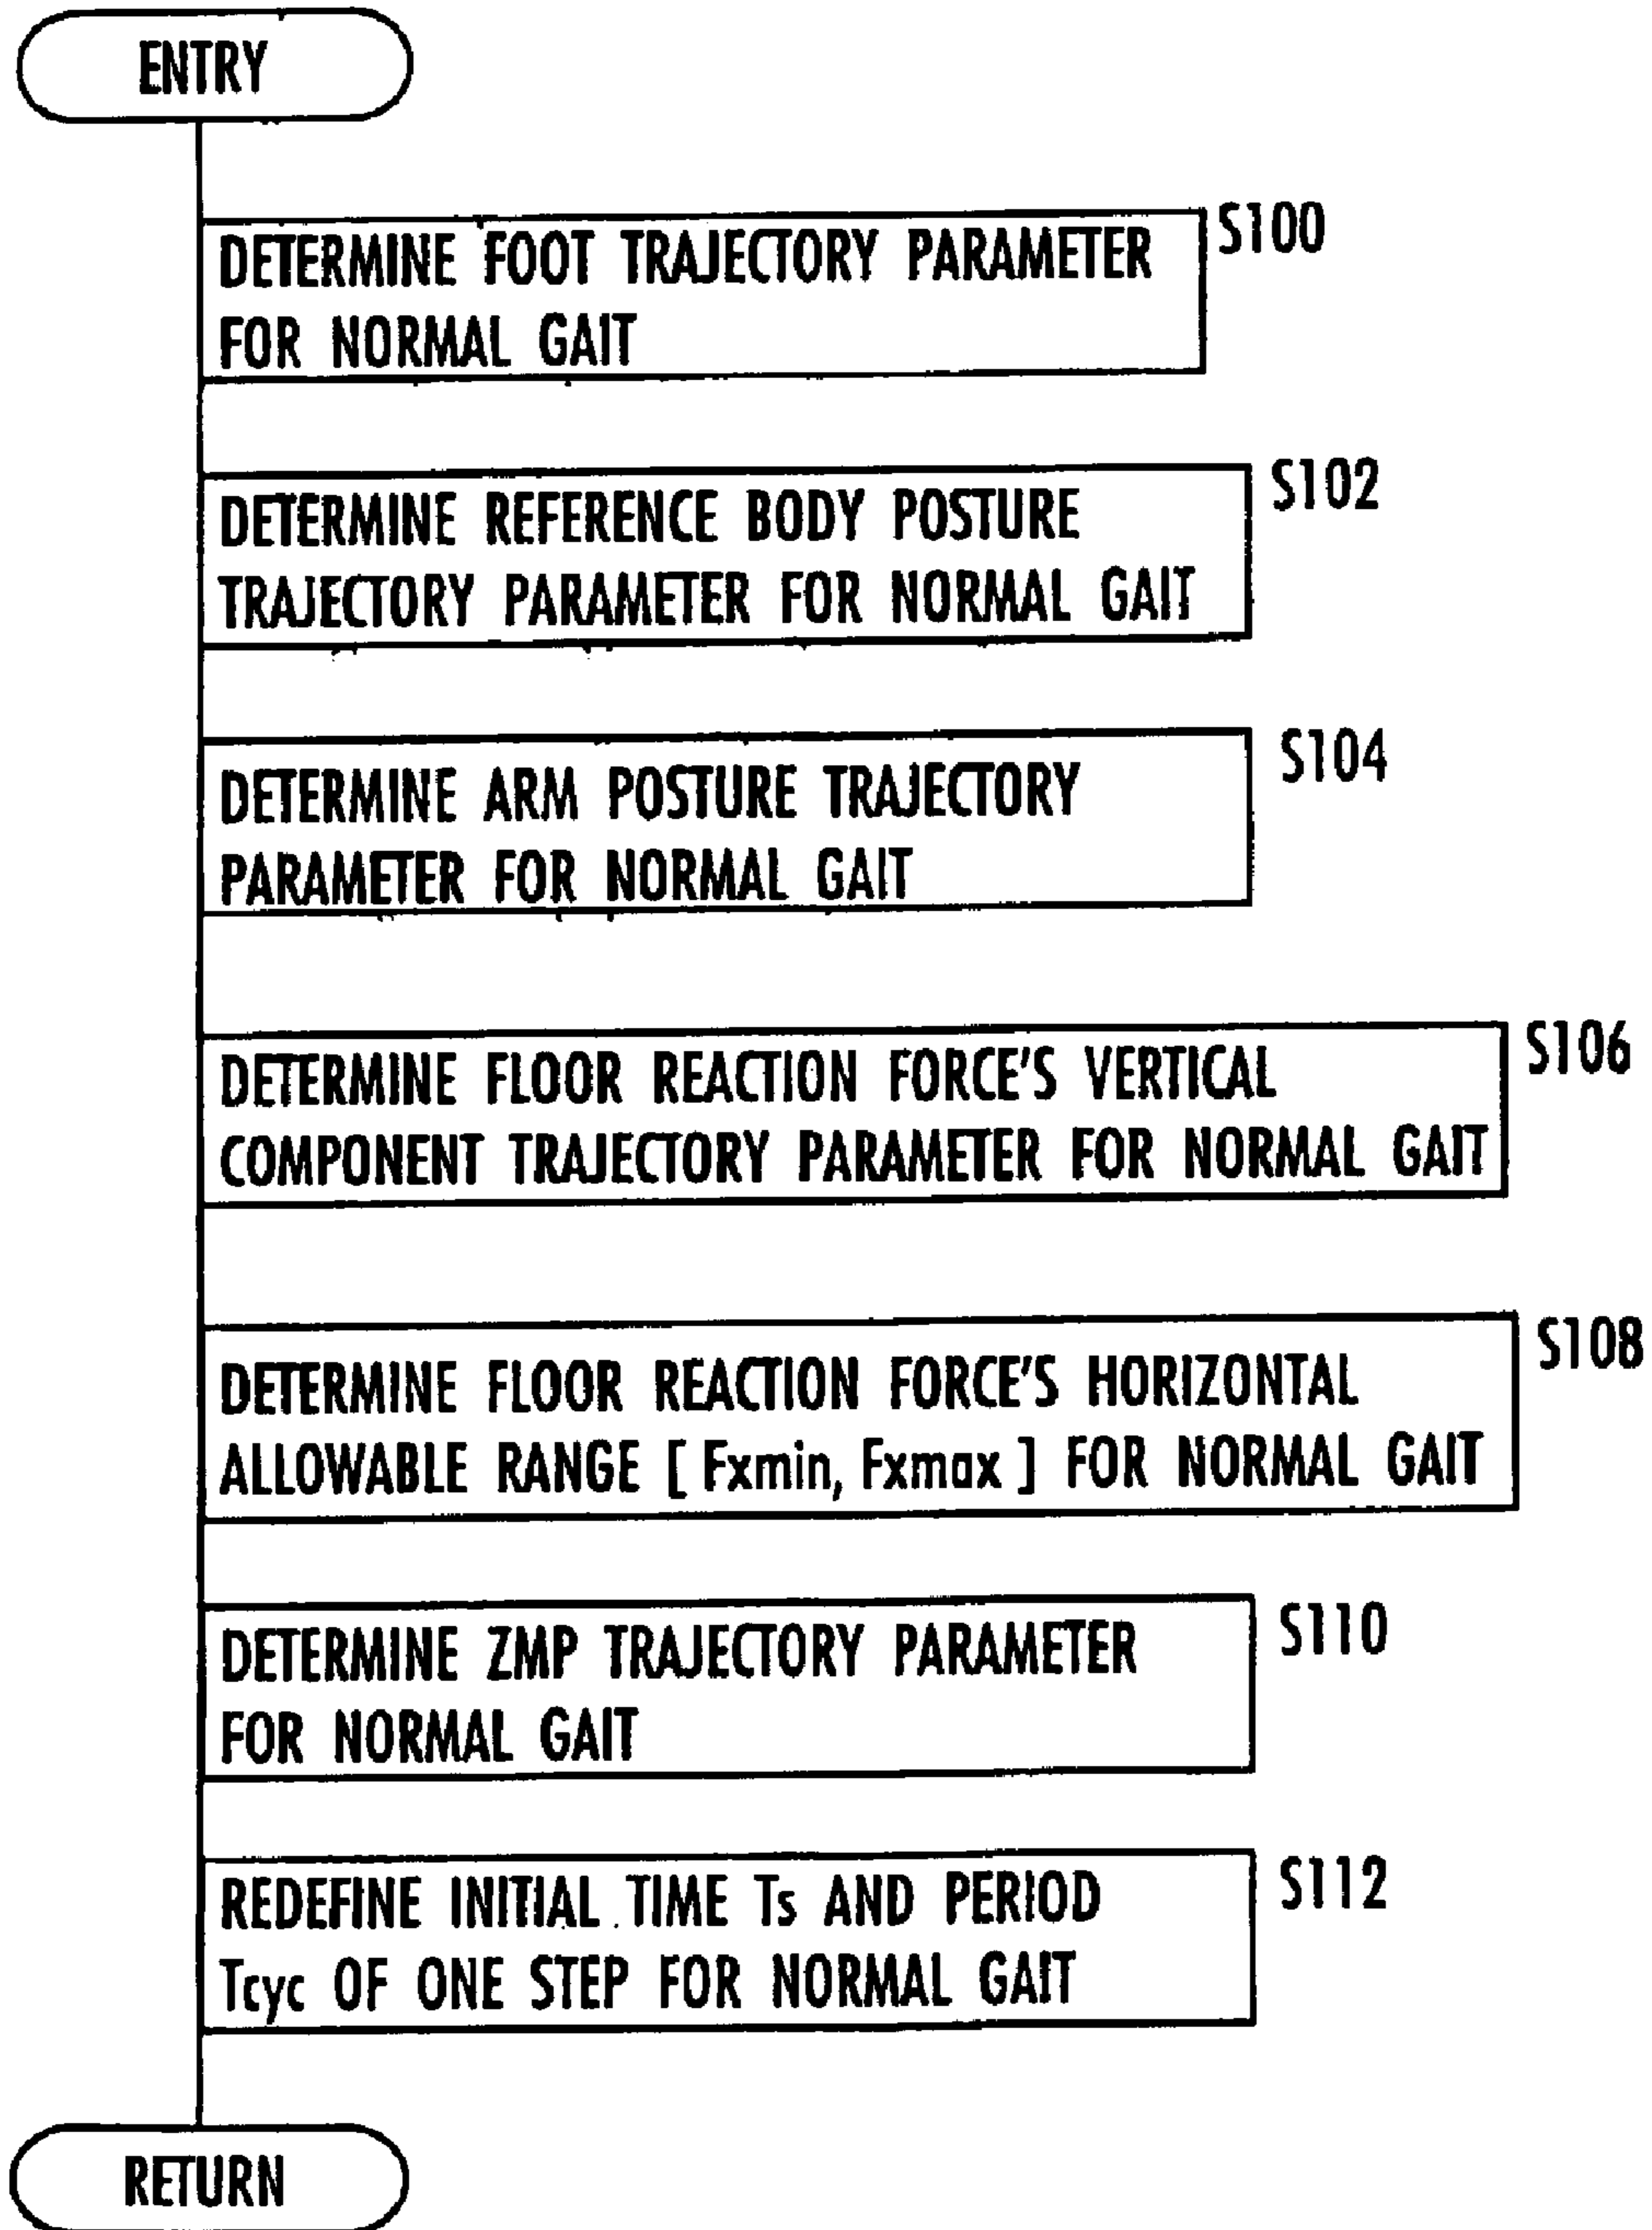 ENTRY
S100
DETERMINE FOOT TRAJECTORY PARAMETER
FOR NORMAL GAIT
S102
DETERMINE REFERENCE BODY POSTURE
TRAJECTORY PARAMETER FOR NORMAL GAIT
S104
DETERMINE ARM POSTURE TRAJECTORY
PARAMETER FOR NORMAL GAIT
S106
DETERMINE FLOOR REACTION FORCE'S VERTICAL
COMPONENT TRAJECTORY PARAMETER FOR NORMAL GAIT
S108
DETERMINE FLOOR REACTION FORCE'S HORIZONTAL
ALLOWABLE RANGE [ Fxmin, Fxmax ] FOR NORMAL GAIT
S110
DETERMINE ZMP TRAJECTORY PARAMETER
FOR NORMAL GAIT
S112
REDEFINE INITIAL TIME Ts AND PERIOD
Tcyc OF ONE STEP FOR NORMAL GAIT
RETURN